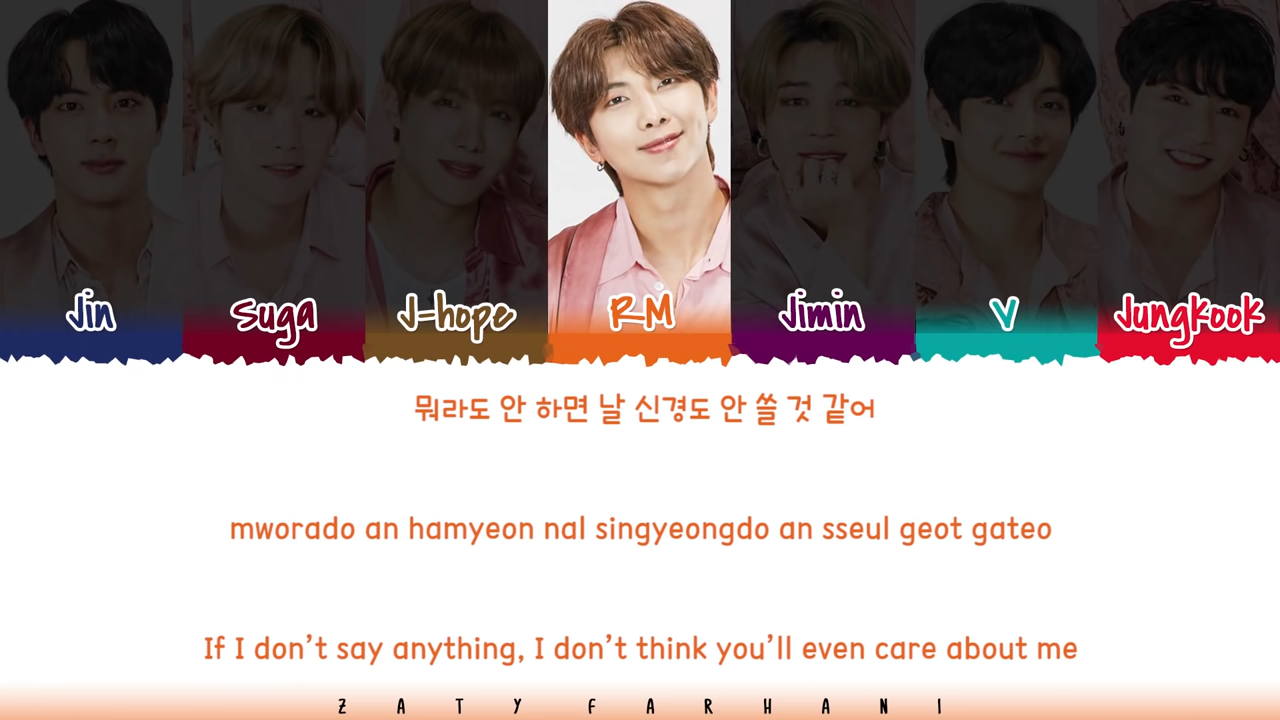 Jin Suga J-hope RM Jimin V Jungkook
뭐라도 안 하면 날 신경도 안 쓸 것 같어
mworado an hamyeon nal singyeongdo an sseul geot gateo
If I don’t say anything, I don’t think you’ll even care about me
ZATY FARHANI